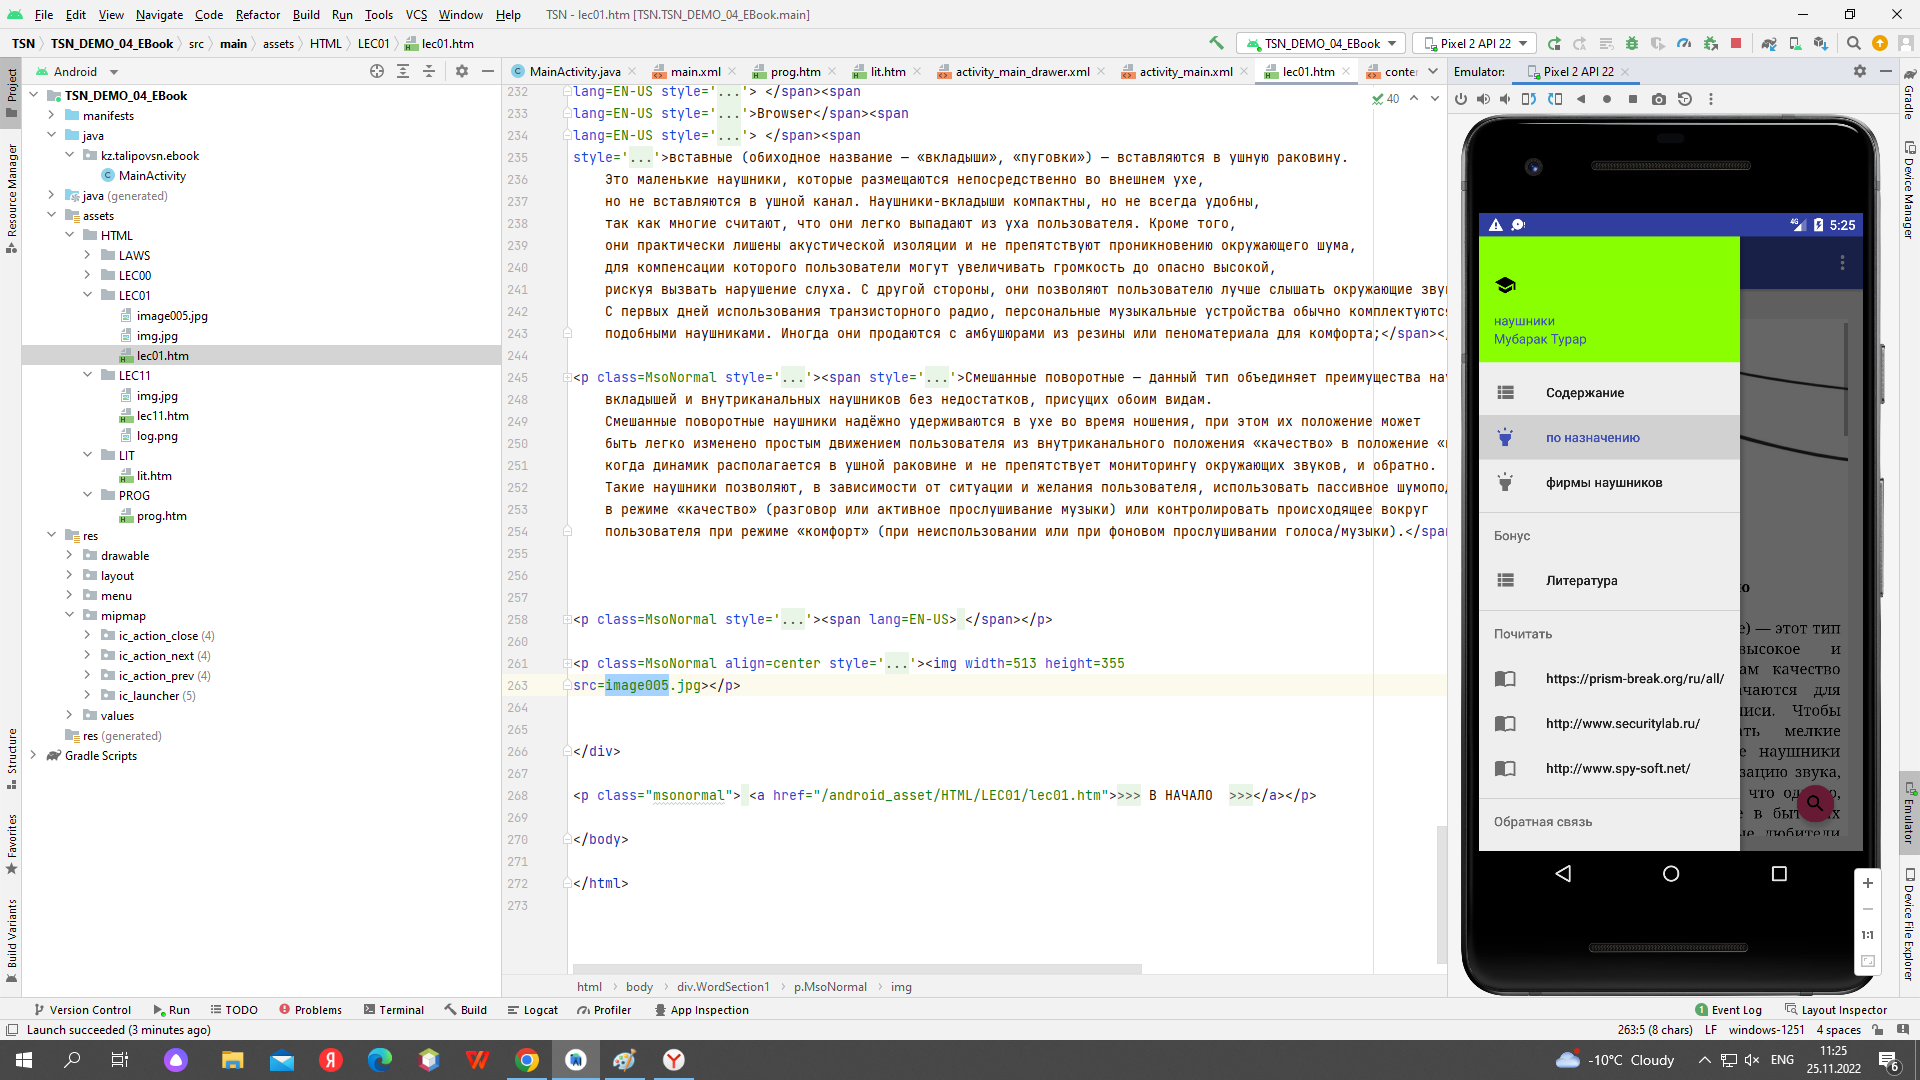 File Edit View Navigate Code Refactor Build Run Tools VCS Window Help TSN - lec01.htm [TSN.TSN_DEMO_04_EBook.main]
TSN TSN_DEMO_04_EBook src main assets HTML LEC01 lec01.htm
TSN_DEMO_04_EBook Pixel 2 API 22
Android
MainActivity.java main.xml prog.htm lit.htm activity_main_drawer.xml activity_main.xml lec01.htm conter
Emulator: Pixel 2 API 22
Project
Resource Manager
Structure
Favorites
Build Variants
TSN_DEMO_04_EBook
manifests
java
kz.talipovsn.ebook
MainActivity
java (generated)
assets
HTML
LAWS
LEC00
LEC01
image005.jpg
img.jpg
lec01.htm
LEC11
img.jpg
lec11.htm
log.png
LIT
lit.htm
PROG
prog.htm
res
drawable
layout
menu
mipmap
ic_action_close (4)
ic_action_next (4)
ic_action_prev (4)
ic_launcher (5)
values
res (generated)
Gradle Scripts
40
232 lang=EN-US style='...'> </span><span
233 lang=EN-US style='...'>Browser</span><span
234 lang=EN-US style='...'> </span><span
235 style='...'>вставные (обиходное название — «вкладыши», «пуговки») — вставляются в ушную раковину.
236 Это маленькие наушники, которые размещаются непосредственно во внешнем ухе,
237 но не вставляются в ушной канал. Наушники-вкладыши компактны, но не всегда удобны,
238 так как многие считают, что они легко выпадают из уха пользователя. Кроме того,
239 они практически лишены акустической изоляции и не препятствуют проникновению окружающего шума,
240 для компенсации которого пользователи могут увеличивать громкость до опасно высокой,
241 рискуя вызвать нарушение слуха. С другой стороны, они позволяют пользователю лучше слышать окружающие зву
242 С первых дней использования транзисторного радио, персональные музыкальные устройства обычно комплектуютс
243 подобными наушниками. Иногда они продаются с амбушюрами из резины или пеноматериала для комфорта;</span><,
244
245 <p class=MsoNormal style='...'><span style='...'>Смешанные поворотные — данный тип объединяет преимущества на
248 вкладышей и внутриканальных наушников без недостатков, присущих обоим видам.
249 Смешанные поворотные наушники надёжно удерживаются в ухе во время ношения, при этом их положение может
250 быть легко изменено простым движением пользователя из внутриканального положения «качество» в положение «
251 когда динамик располагается в ушной раковине и не препятствует мониторингу окружающих звуков, и обратно.
252 Такие наушники позволяют, в зависимости от ситуации и желания пользователя, использовать пассивное шумопо
253 в режиме «качество» (разговор или активное прослушивание музыки) или контролировать происходящее вокруг
254 пользователя при режиме «комфорт» (при неиспользовании или при фоновом прослушивании голоса/музыки).</spa
255
256
257
258 <p class=MsoNormal style='...'><span lang=EN-US> </span></p>
260
261 <p class=MsoNormal align=center style='...'><img width=513 height=355
263 src=image005.jpg></p>
264
265
266 </div>
267
268 <p class="msonormal"> <a href="/android_asset/HTML/LEC01/lec01.htm">>>> В НАЧАЛО >>></a></p>
269
270 </body>
271
272 </html>
273
html body div.WordSection1 p.MsoNormal img
4G 5:25
наушники
Мубарак Турар
Содержание
по назначению
фирмы наушников
Бонус
Литература
Почитать
https://prism-break.org/ru/all/
http://www.securitylab.ru/
http://www.spy-soft.net/
Обратная связь
о
е) — этот тип
высокое и
ам качество
начаются для
писи. Чтобы
ать мелкие
е наушники
зацию звука,
что од
е в быт
ые любители
1:1
Gradle
Device Manager
Emulator
Device File Explorer
Version Control Run TODO Problems Terminal Build Logcat Profiler App Inspection 1 Event Log Layout Inspector
Launch succeeded (3 minutes ago) 263:5 (8 chars) LF windows-1251 4 spaces
-10°C Cloudy ENG 11:25
25.11.2022 6